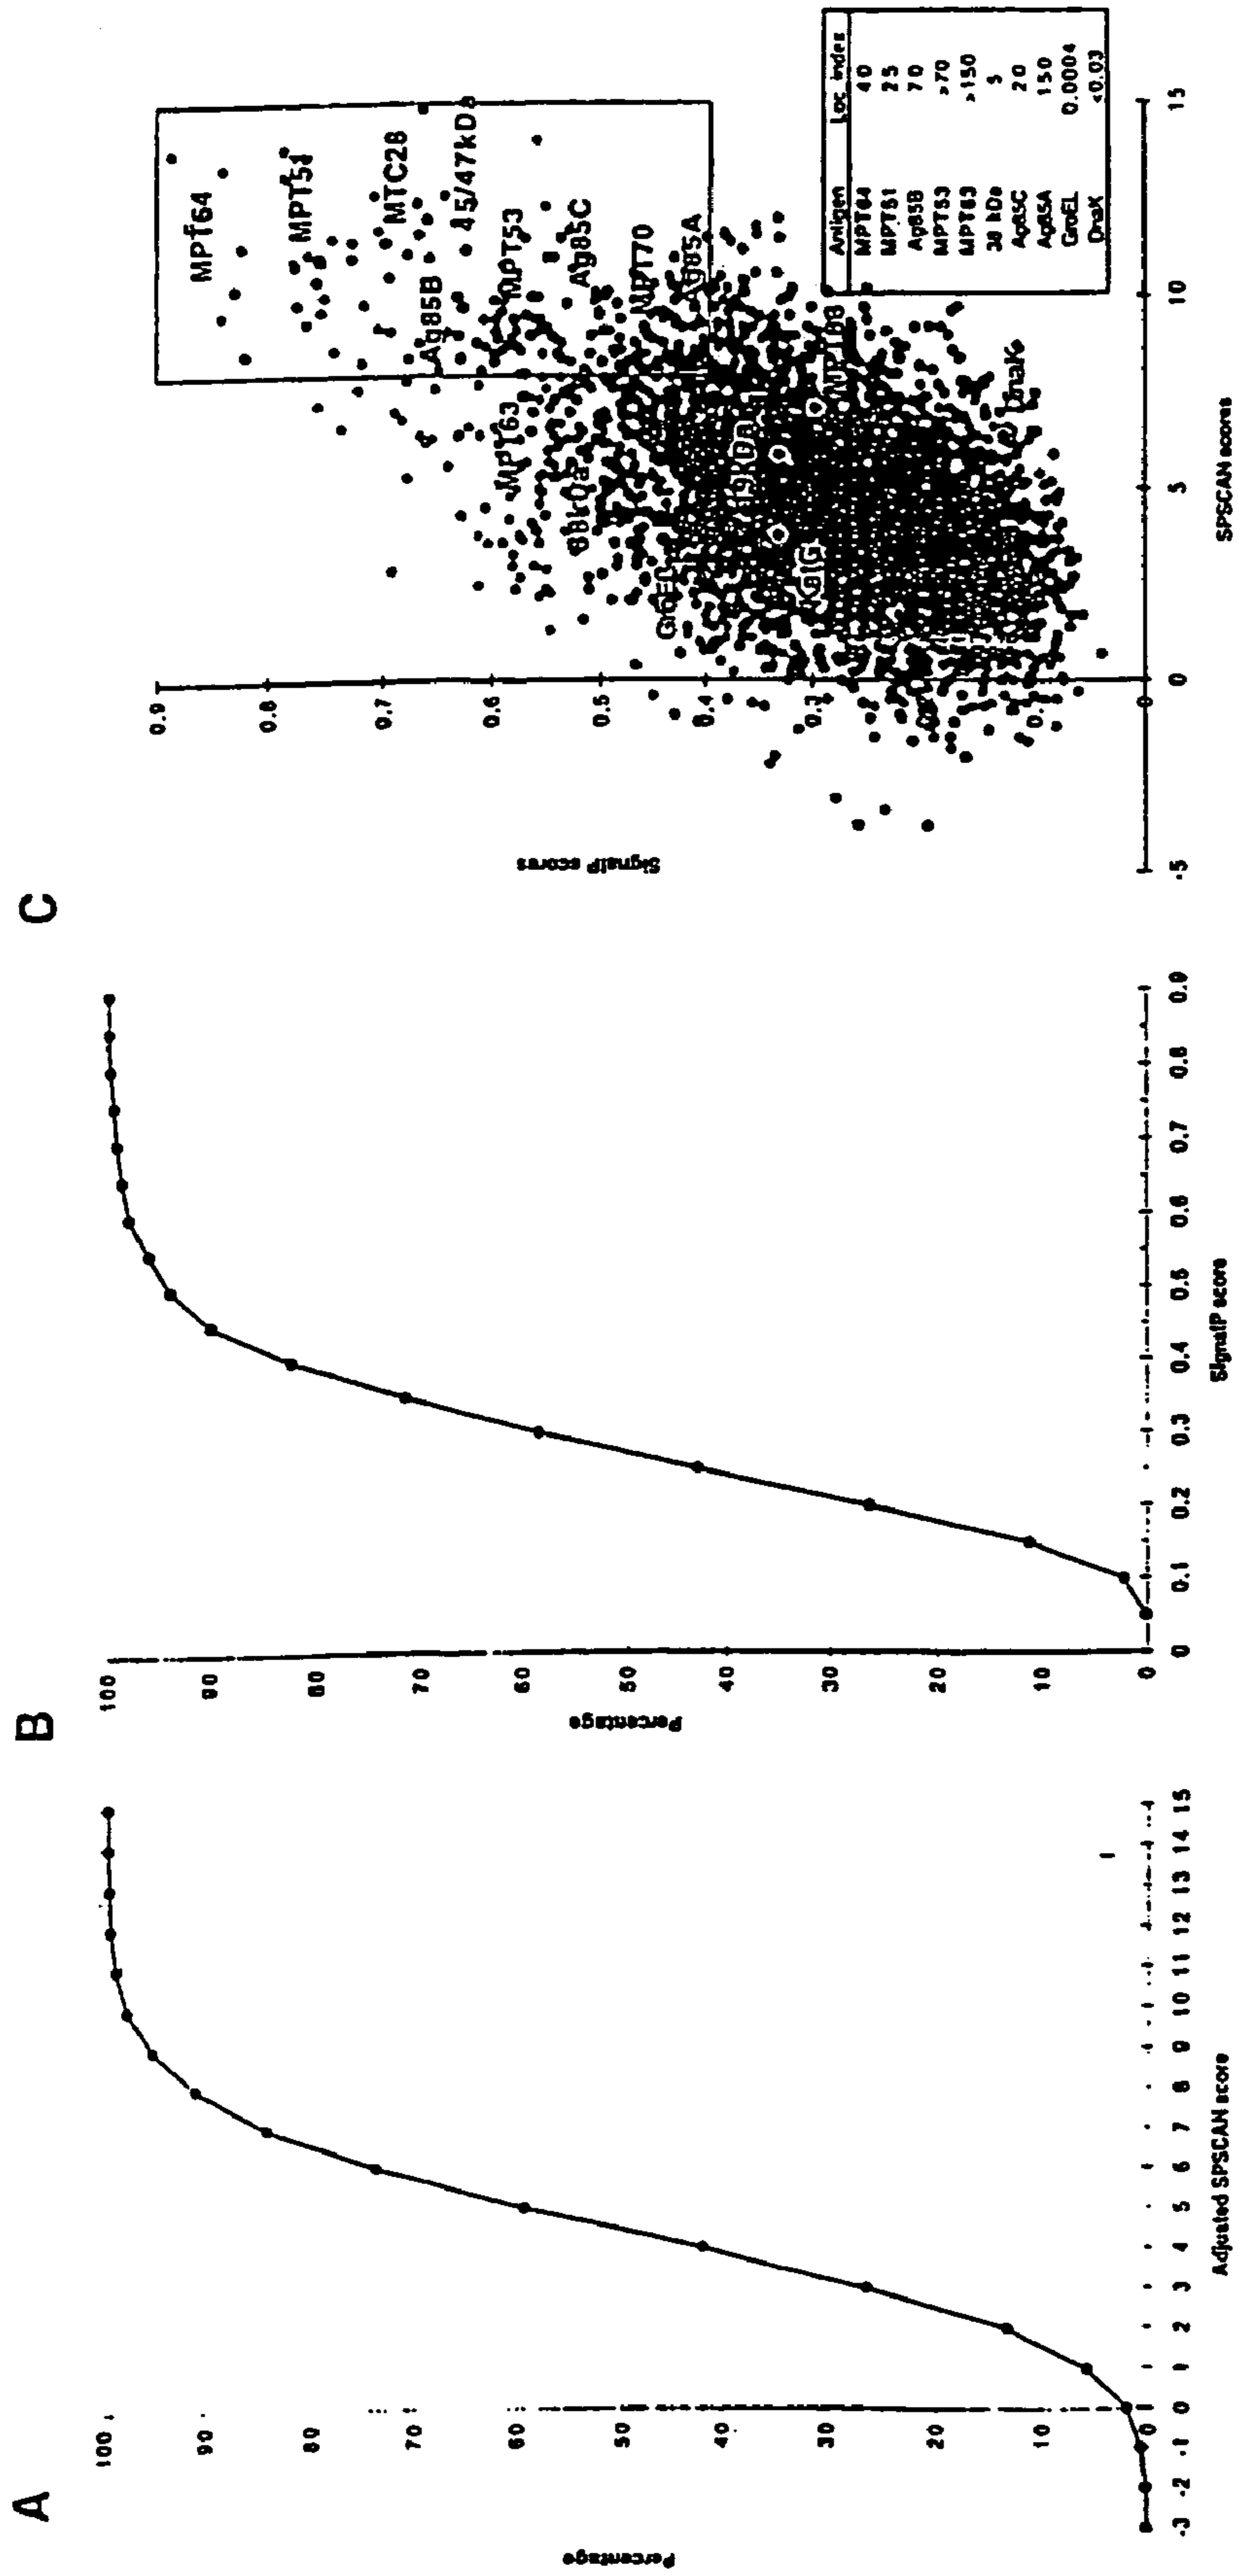 A
Percentage
100
90
80
70
60
50
40
30
20
10
0
-3 -2 -1 0 1 2 3 4 5 6 7 8 9 10 11 12 13 14 15
Adjusted SPSCAN score
B
Percentage
100
90
80
70
60
50
40
30
20
10
0
0 0.1 0.2 0.3 0.4 0.5 0.6 0.7 0.8 0.9
SignalP score
C
SignalP scores
0.9
0.8
0.7
0.6
0.5
0.4
0.3
-5 0 5 10 15
SPSCAN scores
MPT64
MPT51
MTC28
45/47kDa
Ag85B
MPT53
Ag85C
MPT70
Ag85A
MPT63
38kDa
GroEL
19kDa
KatG
DnaK
Antigen Loc index
MPT64 40
MPT51 25
Ag85B 70
MPT53 >70
MPT63 >150
38 kDa 5
Ag85C 20
Ag85A 150
GroEL 0.0004
DnaK <0.03